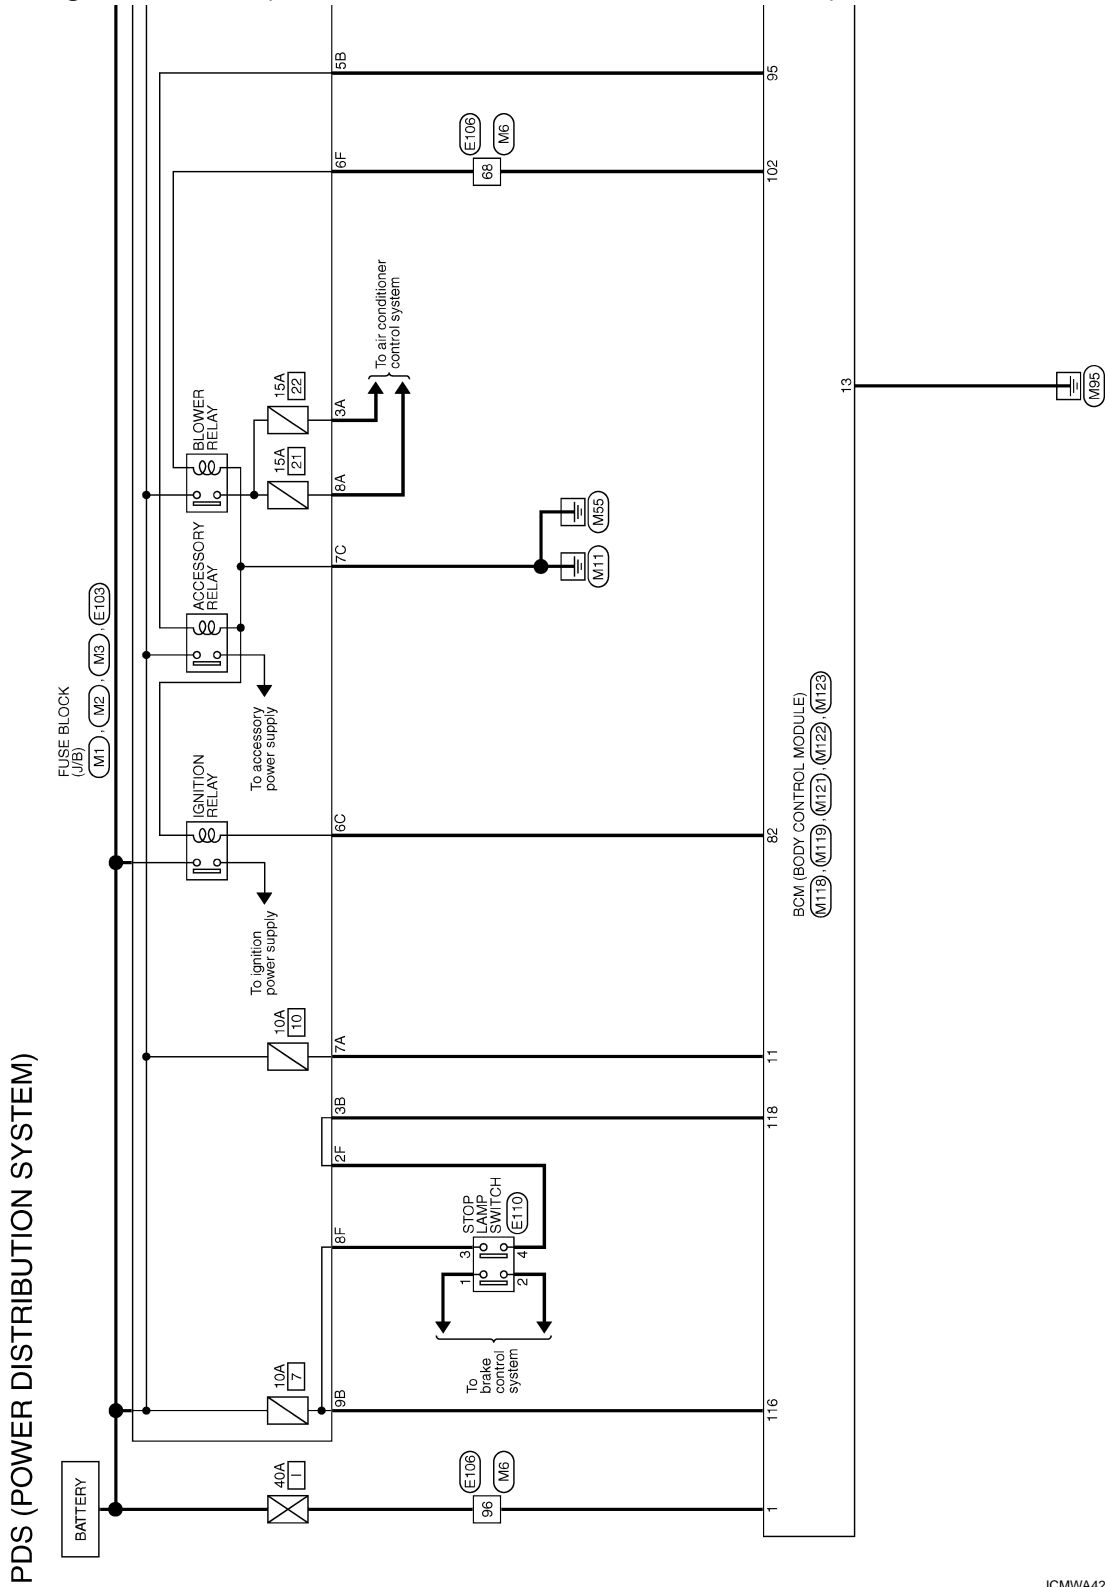 PDS (POWER DISTRIBUTION SYSTEM)
BATTERY
FUSE BLOCK
(J/B)
M1 , M2 , M3 , E103
40A
I
10A
7
10A
10
IGNITION
RELAY
ACCESSORY
RELAY
BLOWER
RELAY
15A
21
15A
22
To ignition
power supply
To accessory
power supply
9B
8F
2F
3B
7A
6C
7C
8A
3A
6F
5B
To air conditioner
control system
E106
96
M6
To
brake
control
system
1
3
2
4
STOP
LAMP
SWITCH
E110
M11
M55
E106
68
M6
1
116
118
11
82
102
95
BCM (BODY CONTROL MODULE)
M118 , M119 , M121 , M122 , M123
13
M95